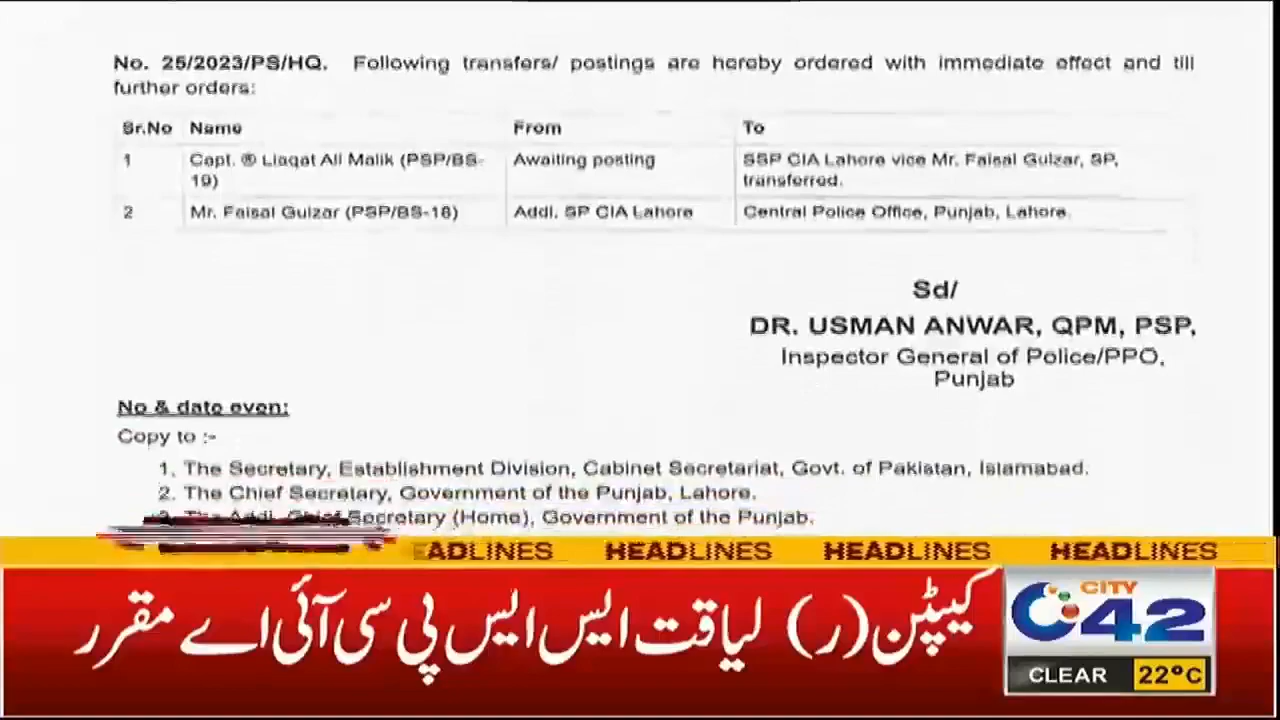 No. 25/2023/PS/HQ. Following transfers/ postings are hereby ordered with immediate effect and till
further orders:
Sr.No Name From To
1 Capt. ® Liaqat Ali Malik (PSP/BS- Awaiting posting SSP CIA Lahore vice Mr. Faisal Gulzar, SP,
19) transferred.
2 Mr. Faisal Gulzar (PSP/BS-18) Addl. SP CIA Lahore Central Police Office, Punjab, Lahore.
Sd/
DR. USMAN ANWAR, QPM, PSP,
Inspector General of Police/PPO,
Punjab
No & date even:
Copy to :-
1. The Secretary, Establishment Division, Cabinet Secretariat, Govt. of Pakistan, Islamabad.
2. The Chief Secretary, Government of the Punjab, Lahore.
3. The Addl. Chief Secretary (Home), Government of the Punjab.
EADLINES HEADLINES HEADLINES HEADLINES
کیپٹن(ر) لیاقت ایس ایس پی سی آئی اے مقرر
CITY
42
CLEAR 22°C